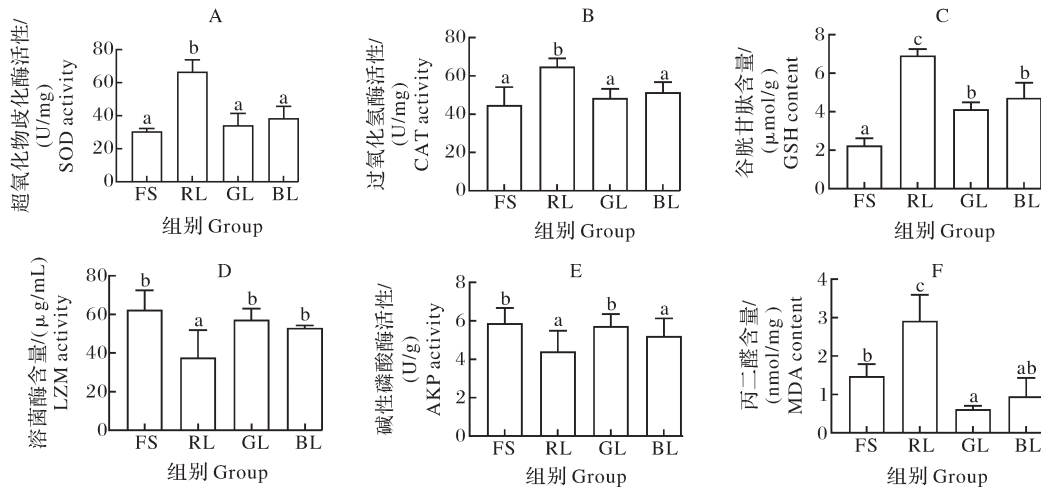 A
超氧化物歧化酶活性/
(U/mg)
SOD activity
80
60
40
20
0
a
b
a
a
FS RL GL BL
组别 Group
B
过氧化氢酶活性/
(U/mg)
CAT activity
80
60
40
20
0
a
b
a
a
FS RL GL BL
组别 Group
C
谷胱甘肽含量/
(μmol/g)
GSH content
8
6
4
2
0
a
c
b
b
FS RL GL BL
组别 Group
D
溶菌酶含量/(μg/mL)
LZM activity
80
60
40
60
0
b
a
b
b
FS RL GL BL
组别 Group
E
碱性磷酸酶活性/
(U/g)
AKP activity
8
6
4
2
0
b
a
b
a
FS RL GL BL
组别 Group
F
丙二醛含量/
(nmol/mg)
MDA content
4
3
2
1
0
b
c
a
ab
FS RL GL BL
组别 Group